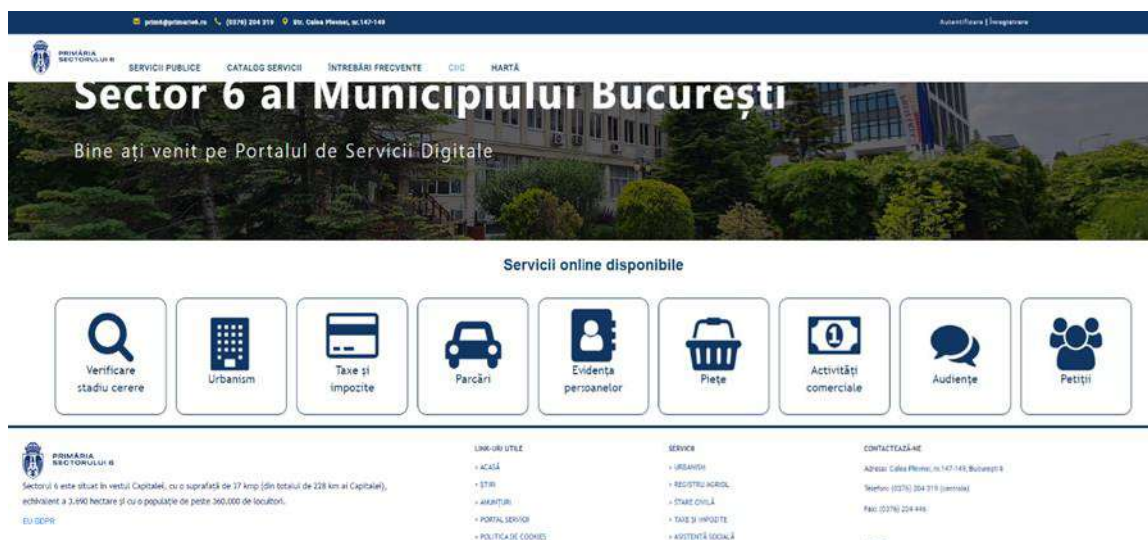 prim6@primarie6.ro (0376) 204 319 Str. Calea Plevnei, nr.147-149
Autentificare | Înregistrare
PRIMĂRIA
SECTORULUI 6
SERVICII PUBLICE CATALOG SERVICII ÎNTREBĂRI FRECVENTE CIIC HARTĂ
Sector 6 al Municipiului București
Bine ați venit pe Portalul de Servicii Digitale
Servicii online disponibile
Verificare
stadiu cerere
Urbanism
Taxe și
impozite
Parcări
Evidența
persoanelor
Piețe
Activități
comerciale
Audiențe
Petiții
PRIMĂRIA
SECTORULUI 6
Sectorul 6 este situat în vestul Capitalei, cu o suprafață de 37 kmp (din totalul de 228 km ai Capitalei),
echivalent a 3.690 hectare și cu o populație de peste 360.000 de locuitori.
EU GDPR
LINK-URI UTILE
» ACASĂ
» ȘTIRI
» ANUNȚURI
» PORTAL SERVICII
» POLITICA DE COOKIES
SERVICII
» URBANISM
» REGISTRU AGRICOL
» STARE CIVILĂ
» TAXE ȘI IMPOZITE
» ASISTENȚĂ SOCIALĂ
CONTACTEAZĂ-NE
Adresa: Calea Plevnei, nr.147-149, București 6
Telefon: (0376) 204 319 (centrala)
Fax: (0376) 204 446